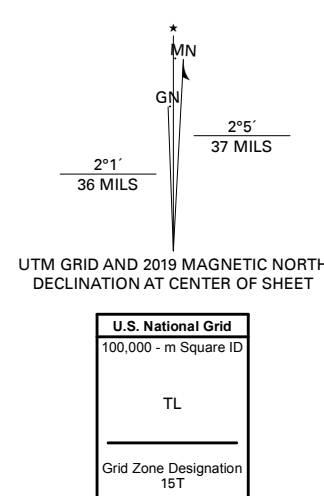 ★
MN
GN
2°5´
37 MILS
2°1´
36 MILS
UTM GRID AND 2019 MAGNETIC NORTH
DECLINATION AT CENTER OF SHEET
U.S. National Grid
100,000 - m Square ID
TL
Grid Zone Designation
15T